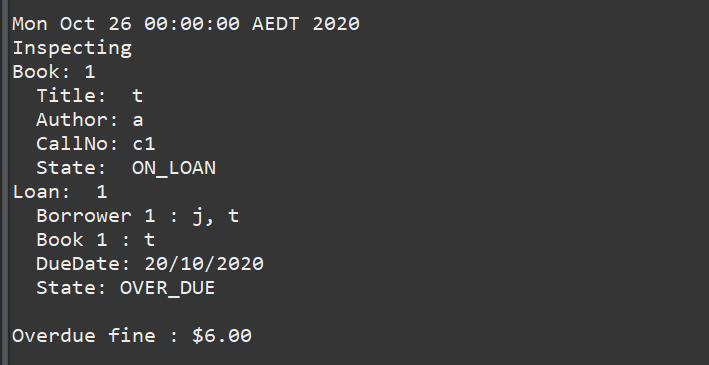 Mon Oct 26 00:00:00 AEDT 2020
Inspecting
Book: 1
  Title:  t
  Author: a
  CallNo: c1
  State:  ON_LOAN
Loan:  1
  Borrower 1 : j, t
  Book 1 : t
  DueDate: 20/10/2020
  State: OVER_DUE

Overdue fine : $6.00